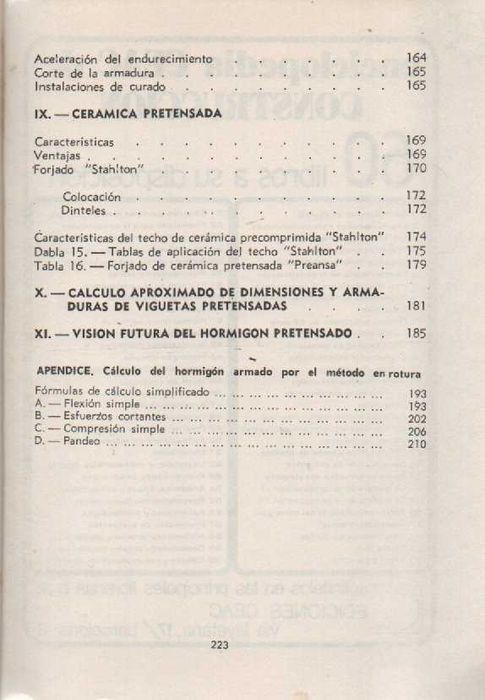 Aceleración del endurecimiento . . . . . . . . 164
Corte de la armadura . . . . . . . . . . 165
Instalaciones de curado . . . . . . . . . . 165
IX. — CERAMICA PRETENSADA
Características . . . . . . . . . . . 169
Ventajas . . . . . . . . . . . . . 169
Forjado "Stahlton" . . . . . . . . . . 170
Colocación . . . . . . . . . . . 172
Dinteles . . . . . . . . . . . . 172
Características del techo de cerámica precomprimida "Stahlton" 174
Dabla 15. — Tablas de aplicación del techo "Stahlton" . . 175
Tabla 16. — Forjado de cerámica pretensada "Preansa" . . 179
X. — CALCULO APROXIMADO DE DIMENSIONES Y ARMA-
DURAS DE VIGUETAS PRETENSADAS . . . . 181
XI. — VISION FUTURA DEL HORMIGON PRETENSADO . . 185
APENDICE. Cálculo del hormigón armado por el método en rotura
Fórmulas de cálculo simplificado ... ... ... ... ... ... ... ... 193
A. — Flexión simple ... ... ... ... ... ... ... ... ... ... ... 193
B. — Esfuerzos cortantes ... ... ... ... ... ... ... ... ... 202
C. — Compresión simple ... ... ... ... ... ... ... ... ... 206
D. — Pandeo ... ... ... ... ... ... ... ... ... ... ... ... 210
223